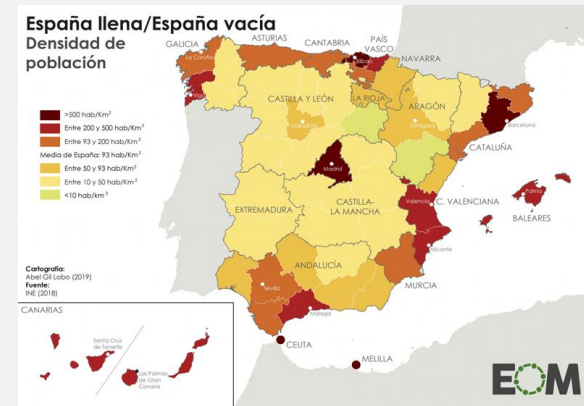 España llena/España vacía
Densidad de
población
>500 hab/Km²
Entre 200 y 500 hab/Km²
Entre 93 y 200 hab/Km²
Media de España: 93 hab/Km²
Entre 50 y 93 hab/Km²
Entre 10 y 50 hab/Km²
<10 hab/km²
ASTURIAS
CANTABRIA
PAÍS
VASCO
GALICIA
NAVARRA
La Coruña
Bilbao
Vigo
CASTILLA Y LEÓN
LA RIOJA
ARAGÓN
Valladolid
Zaragoza
Barcelona
CATALUÑA
Madrid
EXTREMADURA
CASTILLA-
LA MANCHA
Valencia
C. VALENCIANA
Palma
BALEARES
Alicante
ANDALUCÍA
MURCIA
Sevilla
Málaga
CEUTA
MELILLA
Cartografía:
Abel Gil Lobo (2019)
Fuente:
INE (2018)
CANARIAS
Santa Cruz
de Tenerife
Las Palmas
de Gran
Canaria
EOM